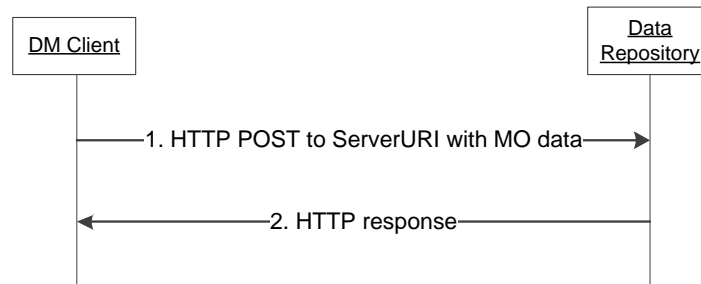 DM Client
Data
Repository
1. HTTP POST to ServerURI with MO data
2. HTTP response